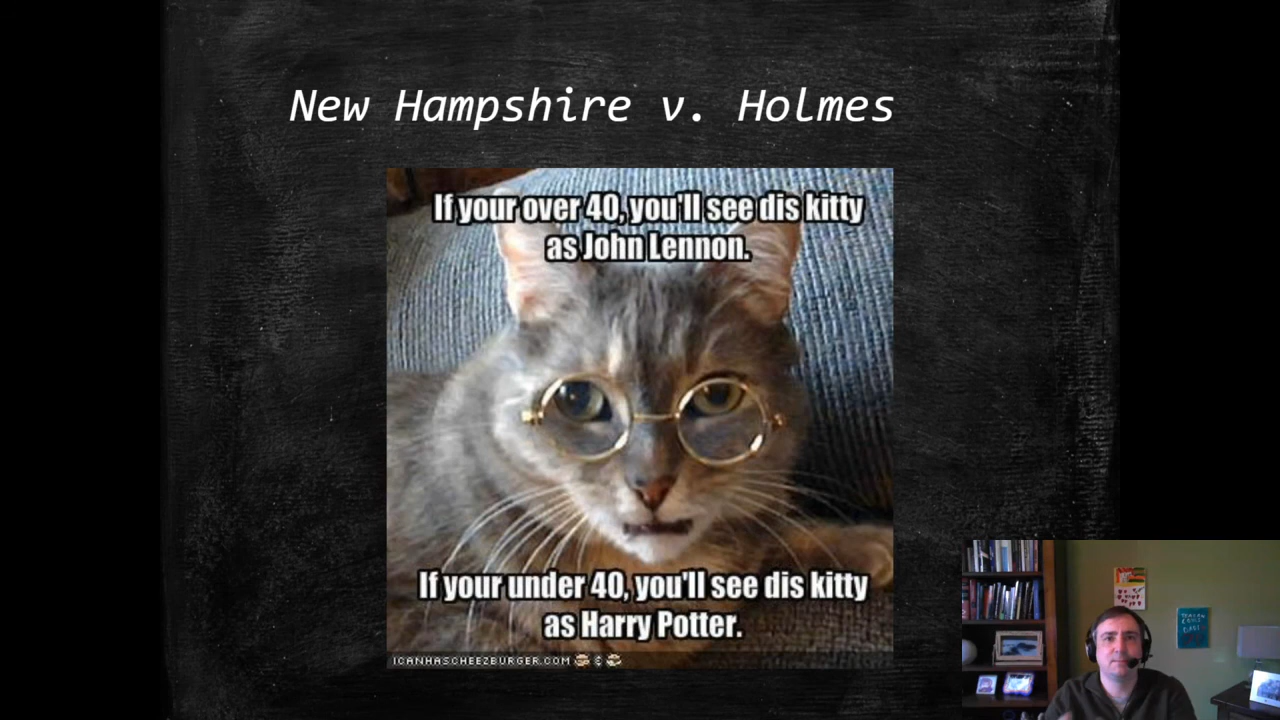 New Hampshire v. Holmes
If your over 40, you'll see dis kitty
as John Lennon.
If your under 40, you'll see dis kitty
as Harry Potter.
ICANHASCHEEZBURGER.COM